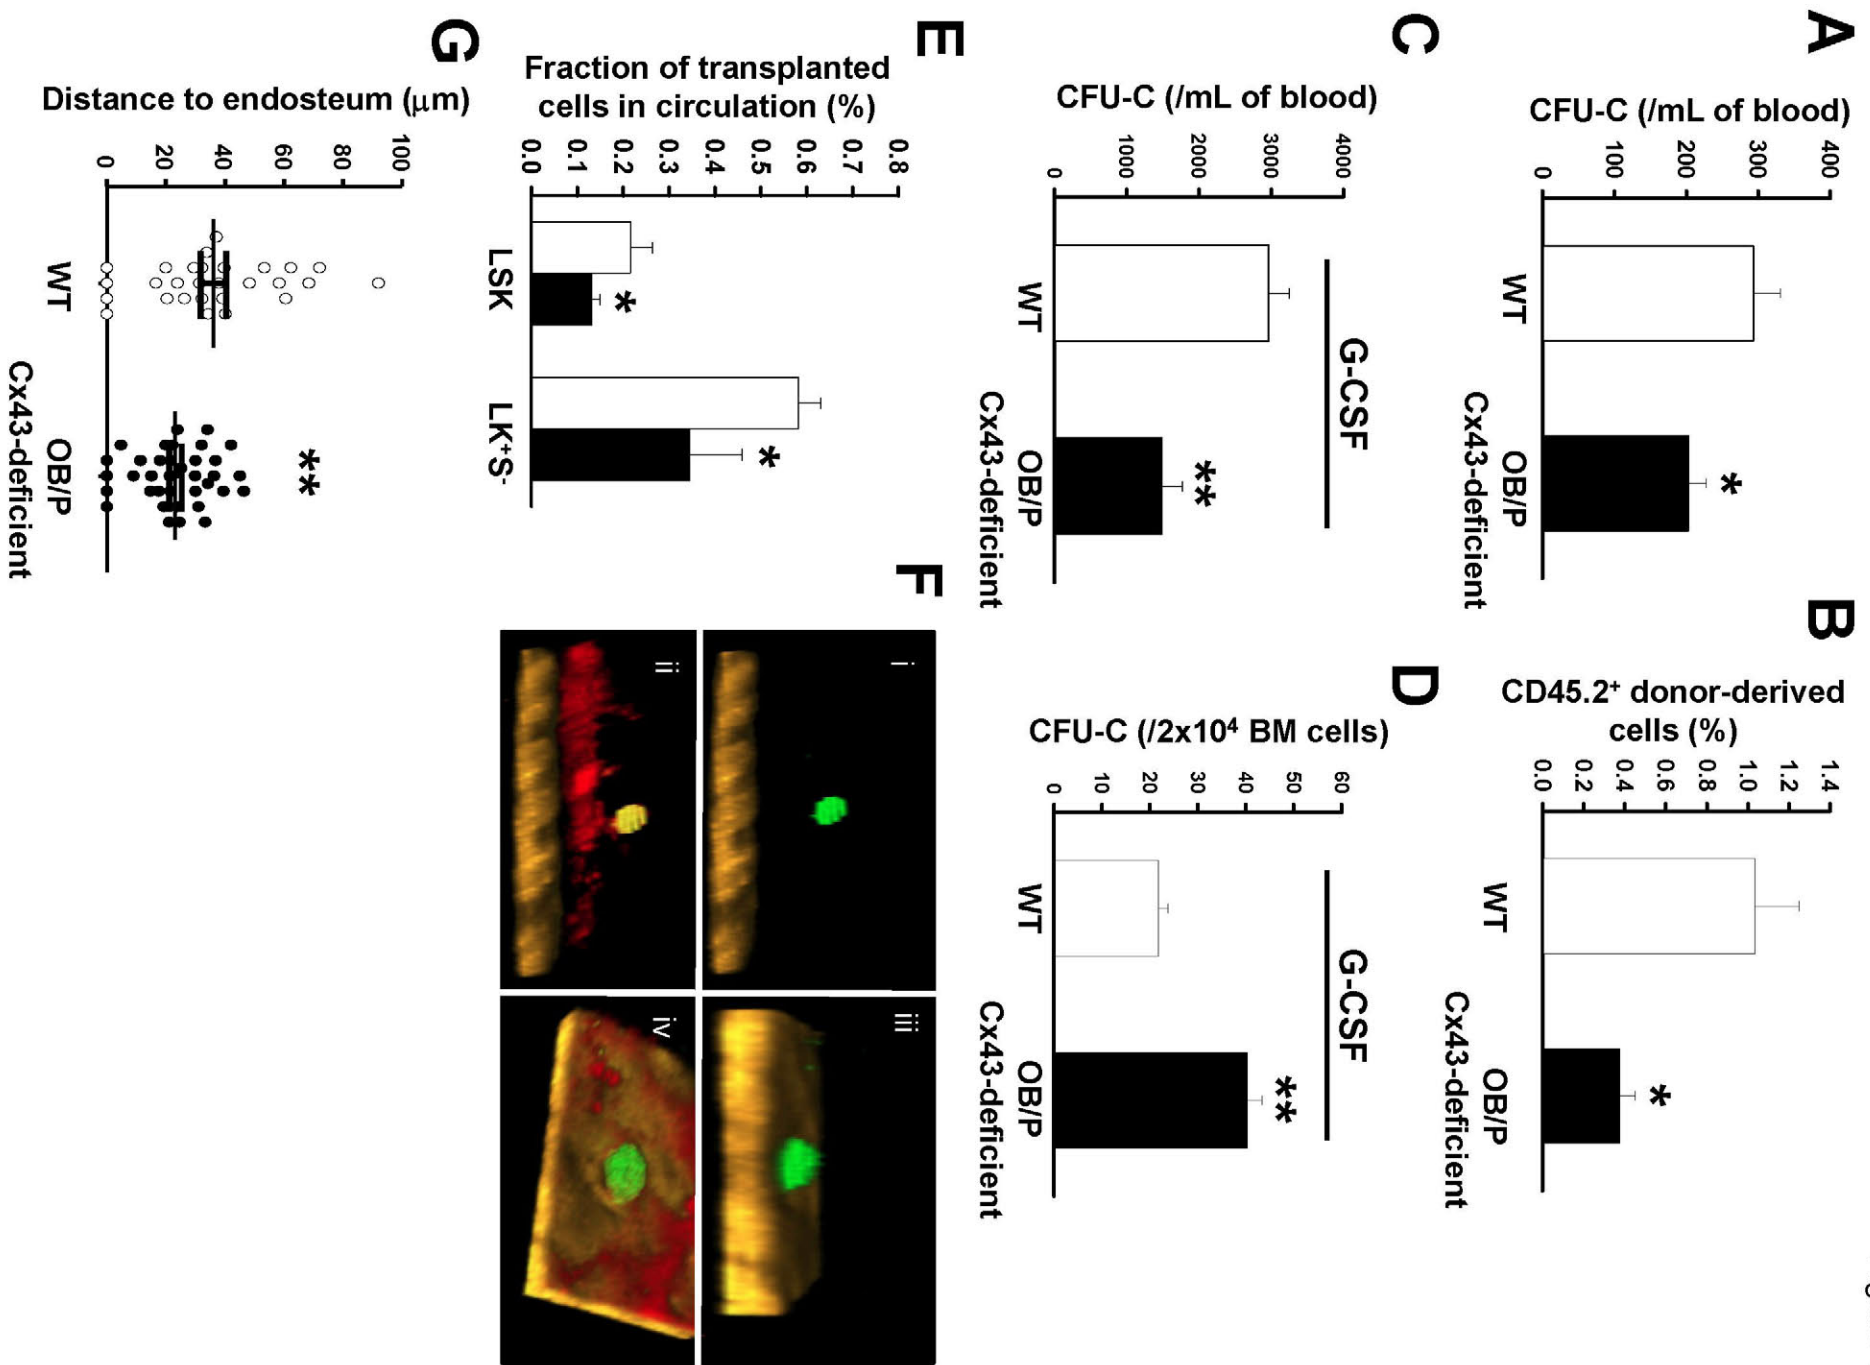 A
CFU-C (/mL of blood)
400
300
200
100
0
WT
OB/P
Cx43-deficient
*
B
CD45.2⁺ donor-derived
cells (%)
1.4
1.2
1.0
0.8
0.6
0.4
0.2
0.0
WT
OB/P
Cx43-deficient
*
C
CFU-C (/mL of blood)
4000
3000
2000
1000
0
G-CSF
WT
OB/P
Cx43-deficient
**
D
CFU-C (/2x10⁴ BM cells)
60
50
40
30
20
10
0
G-CSF
WT
OB/P
Cx43-deficient
**
E
Fraction of transplanted
cells in circulation (%)
0.8
0.7
0.6
0.5
0.4
0.3
0.2
0.1
0.0
LSK
LK⁺S-
*
*
F
i
ii
iii
iv
G
Distance to endosteum (μm)
100
80
60
40
20
0
WT
OB/P
Cx43-deficient
**